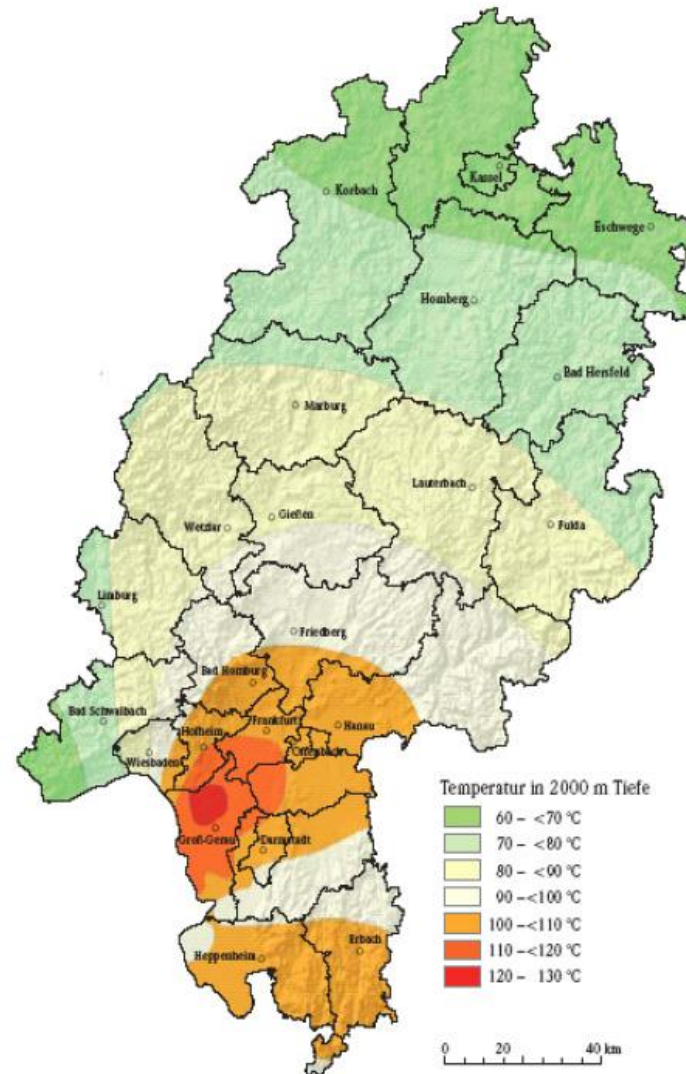 Kassel
Korbach
Eschwege
Homberg
Bad Hersfeld
Marburg
Lauterbach
Gießen
Wetzlar
Fulda
Limburg
Friedberg
Bad Homburg
Bad Schwalbach
Frankfurt
Hanau
Hofheim
Offenbach
Wiesbaden
Temperatur in 2000 m Tiefe
60 – <70 °C
70 – <80 °C
80 – <90 °C
90 – <100 °C
100 – <110 °C
110 – <120 °C
120 – 130 °C
Groß-Gerau
Darmstadt
Erbach
Heppenheim
0 20 40 km